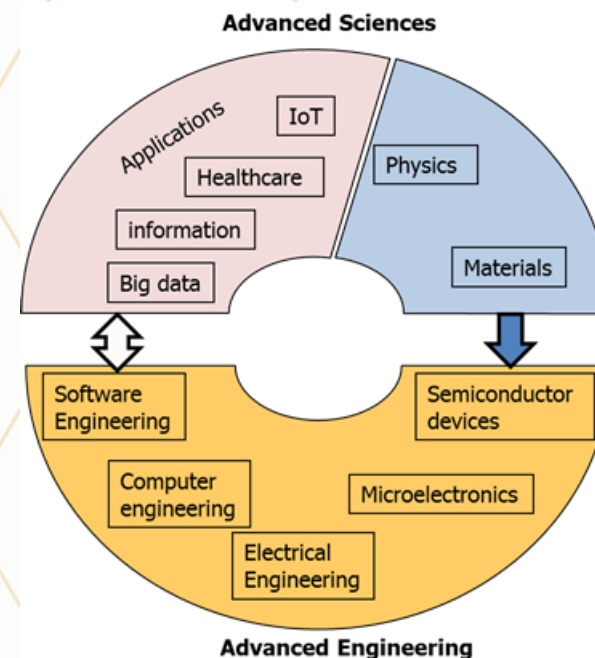 Advanced Sciences
Applications
IoT
Healthcare
information
Big data
Physics
Materials
Software
Engineering
Semiconductor
devices
Computer
engineering
Microelectronics
Electrical
Engineering
Advanced Engineering